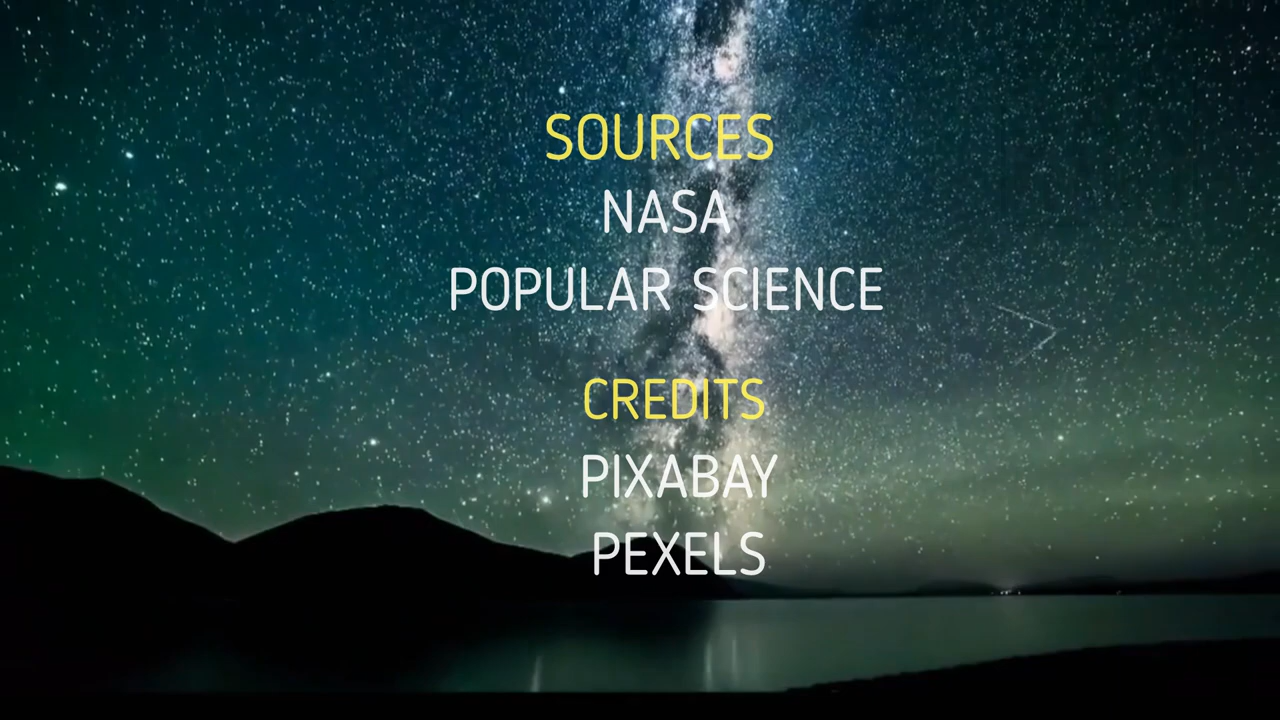 SOURCES
NASA
POPULAR SCIENCE
CREDITS
PIXABAY
PEXELS